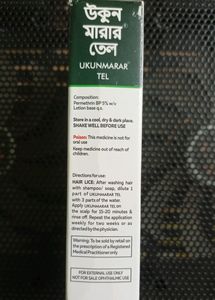 উকুন
মারার
তেল
UKUNMARAR
TEL
Composition:
Permethrin BP 5% w/v
Lotion base q.s.
Store in a cool, dry & dark place.
SHAKE WELL BEFORE USE
Poison: This medicine is not for
oral use
Keep medicine out of reach of
children.
Directions for use:
HAIR LICE: After washing hair
with shampoo/ soap, dilute 1
part of UKUNMARAR TEL
with 3 parts of the water.
Apply UKUNMARAR TEL on
the scalp for 15-20 minutes &
rinse off. Repeat the application
weekly for two weeks or as
directed by the physician.
Warning: To be sold by retail on
the prescription of a Registered
Medical Practitioner only
FOR EXTERNAL USE ONLY
NOT FOR SALE OPHTHALMIC USE